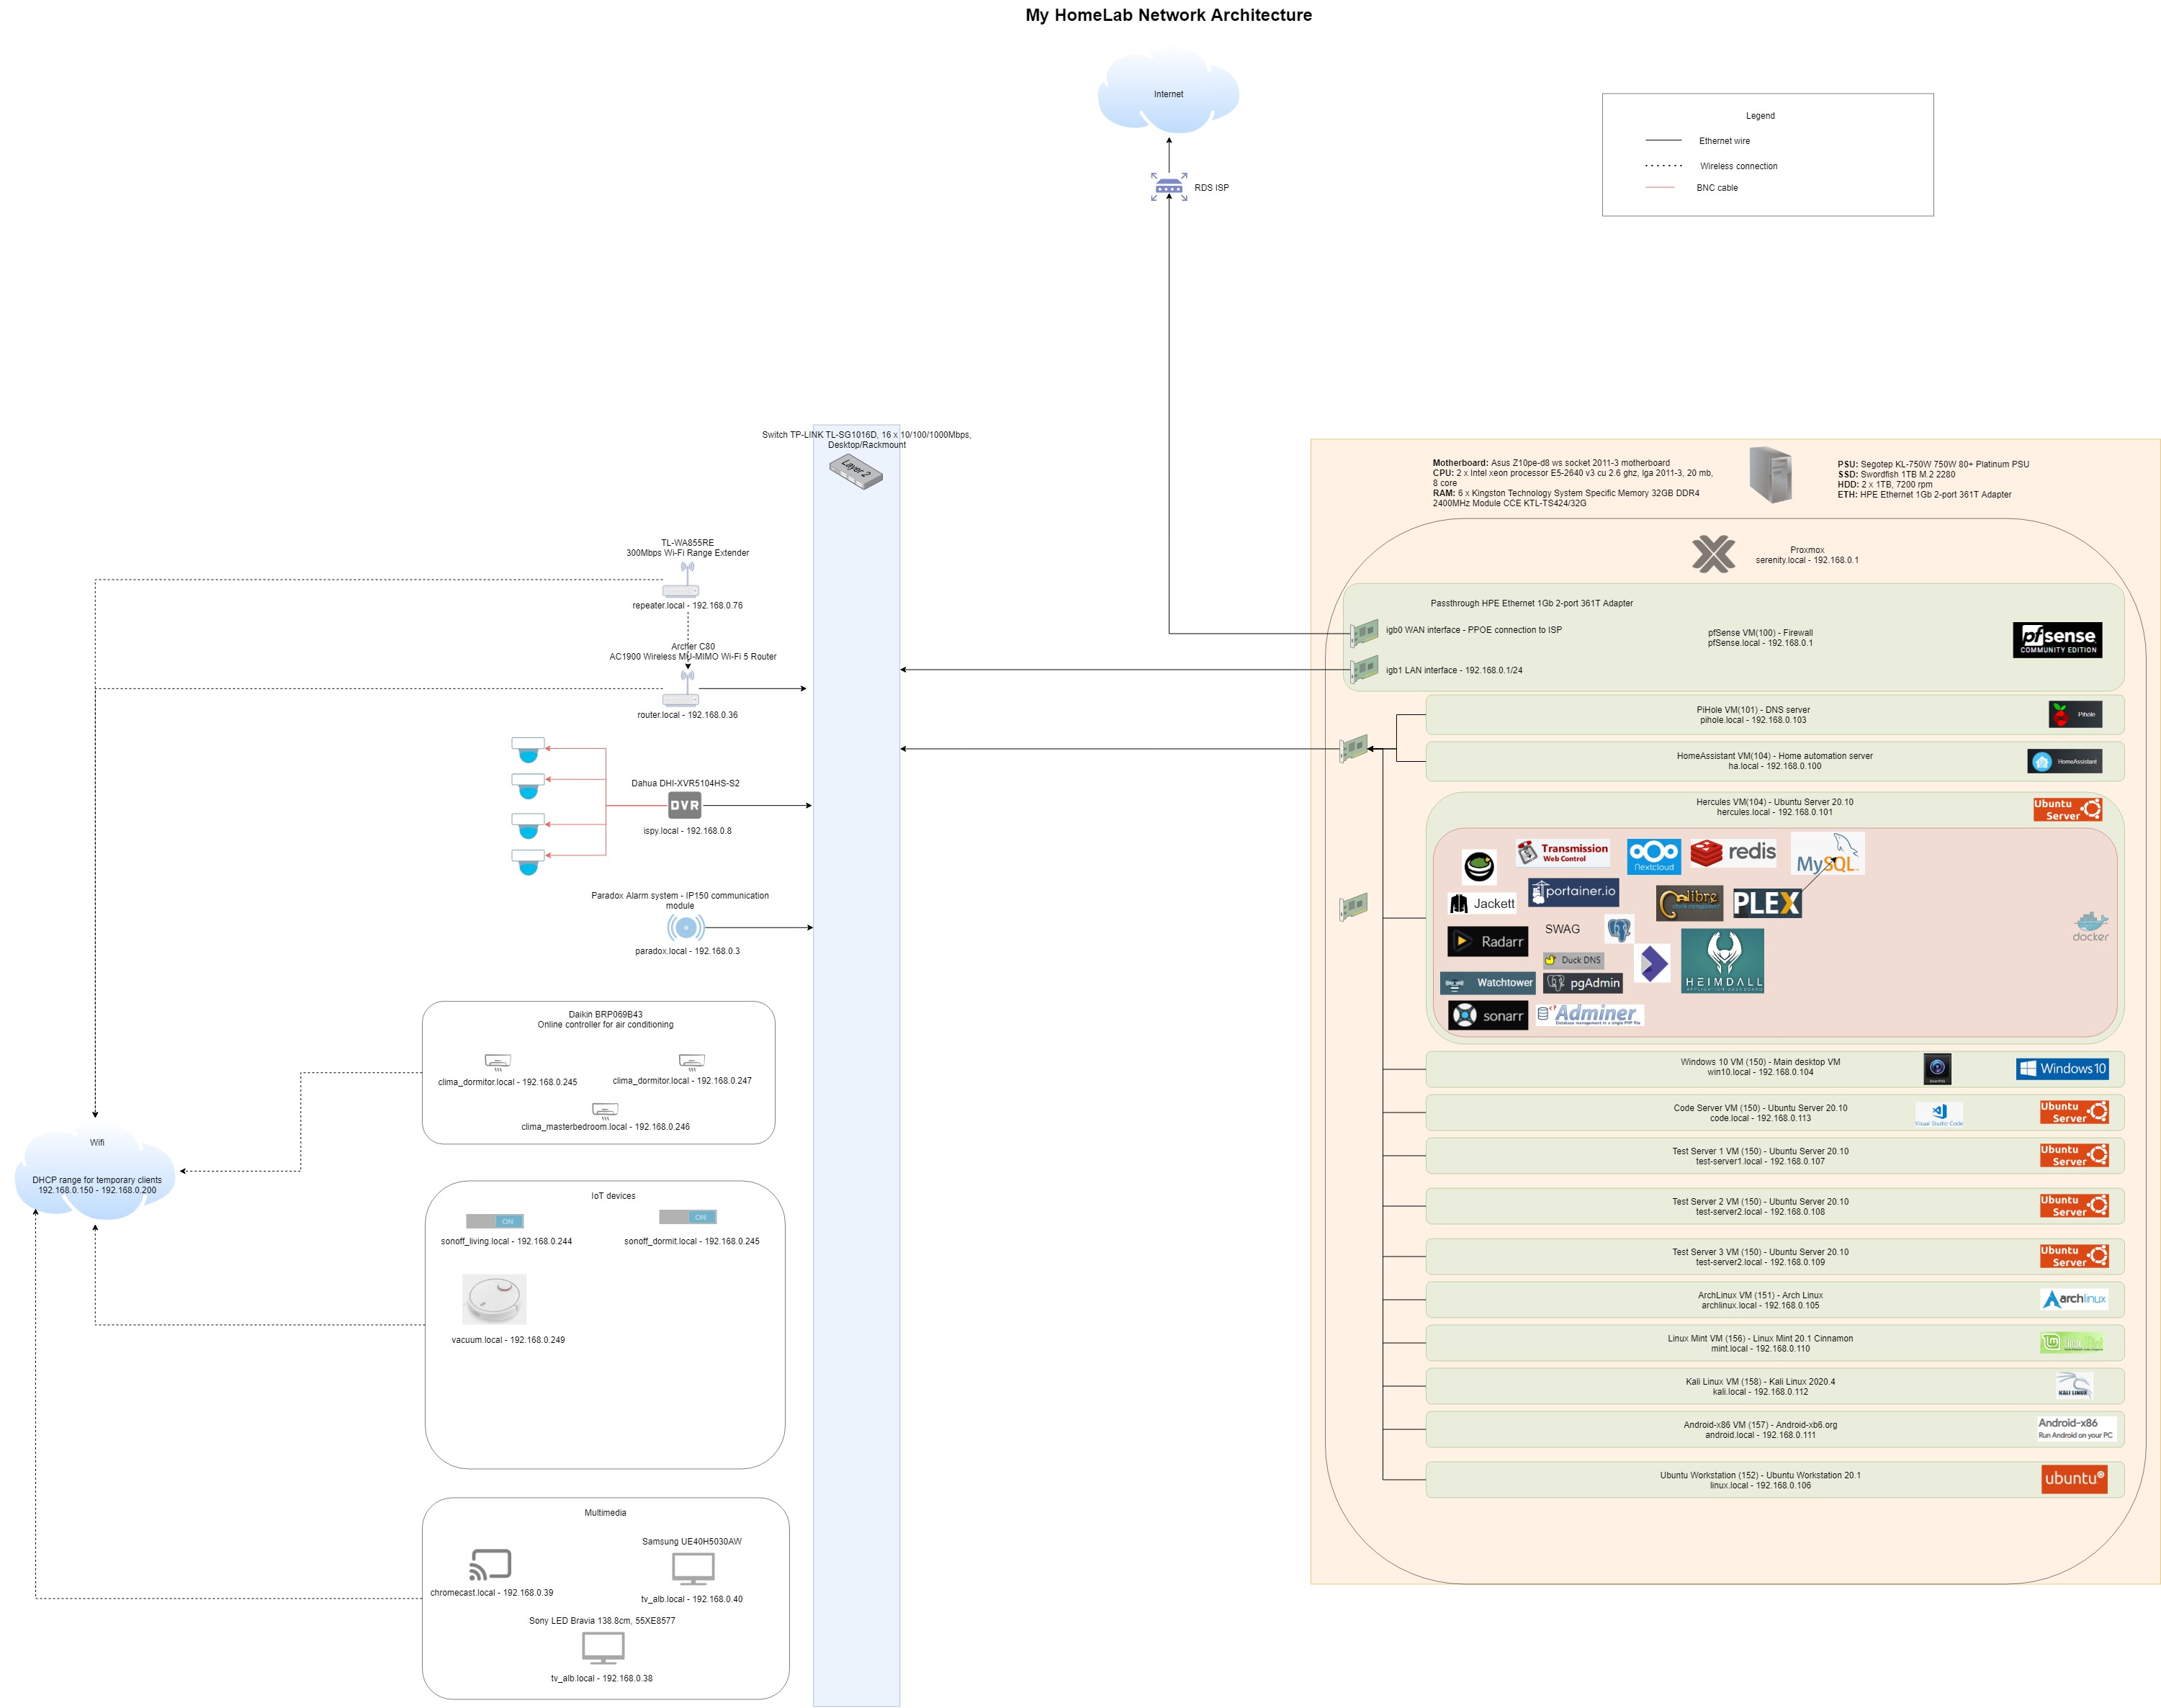 My HomeLab Network Architecture
Internet
RDS ISP
Legend
Ethernet wire
Wireless connection
BNC cable
Switch TP-LINK TL-SG1016D, 16 x 10/100/1000Mbps,
Desktop/Rackmount
Layer 2
TL-WA855RE
300Mbps Wi-Fi Range Extender
repeater.local - 192.168.0.76
Archer C80
AC1900 Wireless MU-MIMO Wi-Fi 5 Router
router.local - 192.168.0.36
Dahua DHI-XVR5104HS-S2
DVR
ispy.local - 192.168.0.8
Paradox Alarm system - IP150 communication
module
paradox.local - 192.168.0.3
Daikin BRP069B43
Online controller for air conditioning
clima_dormitor.local - 192.168.0.245
clima_dormitor.local - 192.168.0.247
clima_masterbedroom.local - 192.168.0.246
Wifi
DHCP range for temporary clients
192.168.0.150 - 192.168.0.200
IoT devices
ON
ON
sonoff_living.local - 192.168.0.244
sonoff_dormit.local - 192.168.0.245
vacuum.local - 192.168.0.249
Multimedia
Samsung UE40H5030AW
chromecast.local - 192.168.0.39
tv_alb.local - 192.168.0.40
Sony LED Bravia 138.8cm, 55XE8577
tv_alb.local - 192.168.0.38
Motherboard: Asus Z10pe-d8 ws socket 2011-3 motherboard
CPU: 2 x Intel xeon processor E5-2640 v3 cu 2.6 ghz, lga 2011-3, 20 mb,
8 core
RAM: 6 x Kingston Technology System Specific Memory 32GB DDR4
2400MHz Module CCE KTL-TS424/32G
PSU: Segotep KL-750W 750W 80+ Platinum PSU
SSD: Swordfish 1TB M.2 2280
HDD: 2 x 1TB, 7200 rpm
ETH: HPE Ethernet 1Gb 2-port 361T Adapter
Proxmox
serenity.local - 192.168.0.1
Passthrough HPE Ethernet 1Gb 2-port 361T Adapter
igb0 WAN interface - PPOE connection to ISP
igb1 LAN interface - 192.168.0.1/24
pfSense VM(100) - Firewall
pfSense.local - 192.168.0.1
pfsense
COMMUNITY EDITION
PiHole VM(101) - DNS server
pihole.local - 192.168.0.103
Pihole
HomeAssistant VM(104) - Home automation server
ha.local - 192.168.0.100
HomeAssistant
Hercules VM(104) - Ubuntu Server 20.10
hercules.local - 192.168.0.101
Ubuntu
Server
Transmission
Web Control
nextcloud
redis
MySQL
Jackett
portainer.io
Calibre
PLEX
Radarr
SWAG
Duck DNS
Watchtower
pgAdmin
HEIMDALL
APPLICATION DASHBOARD
sonarr
Adminer
Database management in a single PHP file
docker
Windows 10 VM (150) - Main desktop VM
win10.local - 192.168.0.104
Windows 10
Code Server VM (150) - Ubuntu Server 20.10
code.local - 192.168.0.113
Visual Studio Code
Ubuntu
Server
Test Server 1 VM (150) - Ubuntu Server 20.10
test-server1.local - 192.168.0.107
Ubuntu
Server
Test Server 2 VM (150) - Ubuntu Server 20.10
test-server2.local - 192.168.0.108
Ubuntu
Server
Test Server 3 VM (150) - Ubuntu Server 20.10
test-server2.local - 192.168.0.109
Ubuntu
Server
ArchLinux VM (151) - Arch Linux
archlinux.local - 192.168.0.105
archlinux
Linux Mint VM (156) - Linux Mint 20.1 Cinnamon
mint.local - 192.168.0.110
Kali Linux VM (158) - Kali Linux 2020.4
kali.local - 192.168.0.112
KALI LINUX
Android-x86 VM (157) - Android-xb6.org
android.local - 192.168.0.111
Android-x86
Run Android on your PC
Ubuntu Workstation (152) - Ubuntu Workstation 20.1
linux.local - 192.168.0.106
ubuntu®